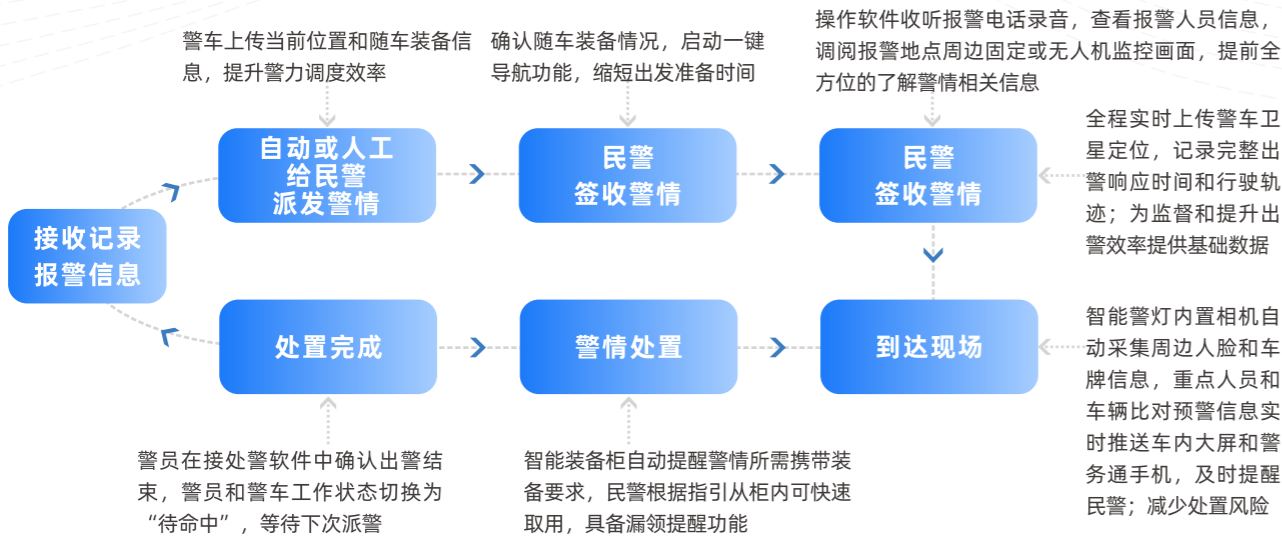 警车上传当前位置和随车装备信
息，提升警力调度效率
确认随车装备情况，启动一键
导航功能，缩短出发准备时间
操作软件收听报警电话录音，查看报警人员信息，
调阅报警地点周边固定或无人机监控画面，提前全
方位的了解警情相关信息
自动或人工
给民警
派发警情
民警
签收警情
民警
签收警情
全程实时上传警车卫
星定位，记录完整出
警响应时间和行驶轨
迹；为监督和提升出
警效率提供基础数据
接收记录
报警信息
处置完成
警情处置
到达现场
智能警灯内置相机自
动采集周边人脸和车
牌信息，重点人员和
车辆比对预警信息实
时推送车内大屏和警
务通手机，及时提醒
民警；减少处置风险
警员在接处警软件中确认出警结
束，警员和警车工作状态切换为
“待命中”，等待下次派警
智能装备柜自动提醒警情所需携带装
备要求，民警根据指引从柜内可快速
取用，具备漏领提醒功能